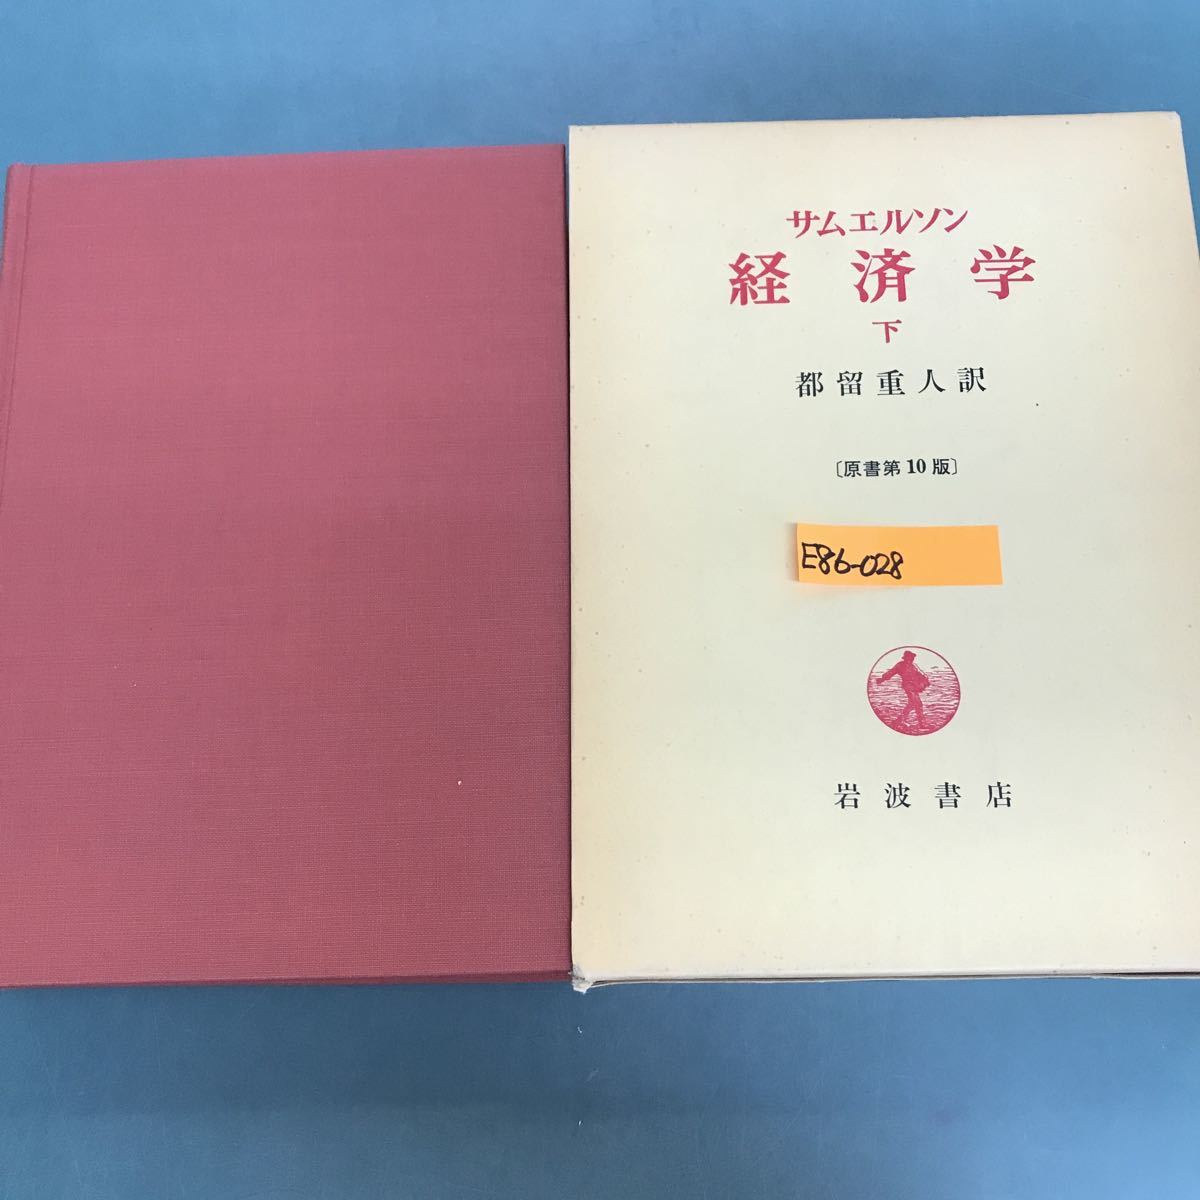 サムエルソン
経済学
下
都留重人訳
〔原書第10版〕
E86-028
岩波書店